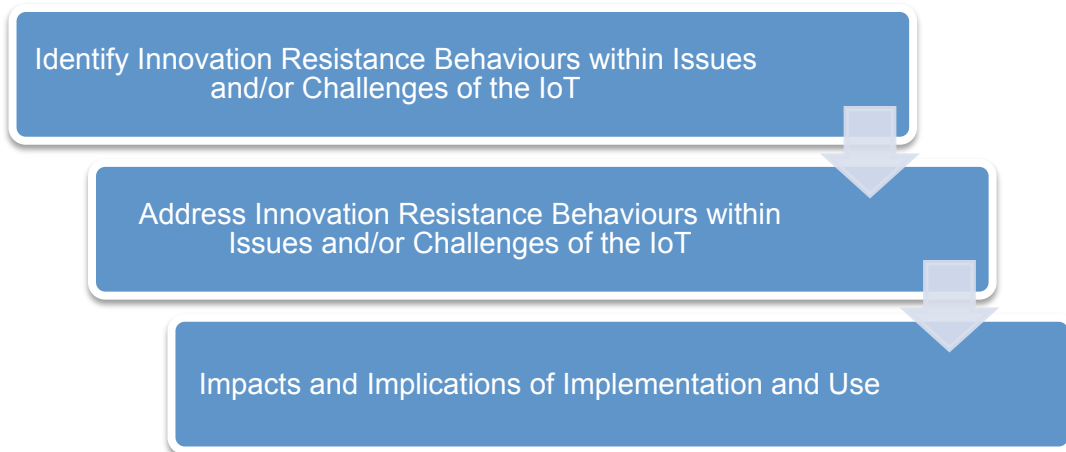 Identify Innovation Resistance Behaviours within Issues
and/or Challenges of the IoT
Address Innovation Resistance Behaviours within
Issues and/or Challenges of the IoT
Impacts and Implications of Implementation and Use